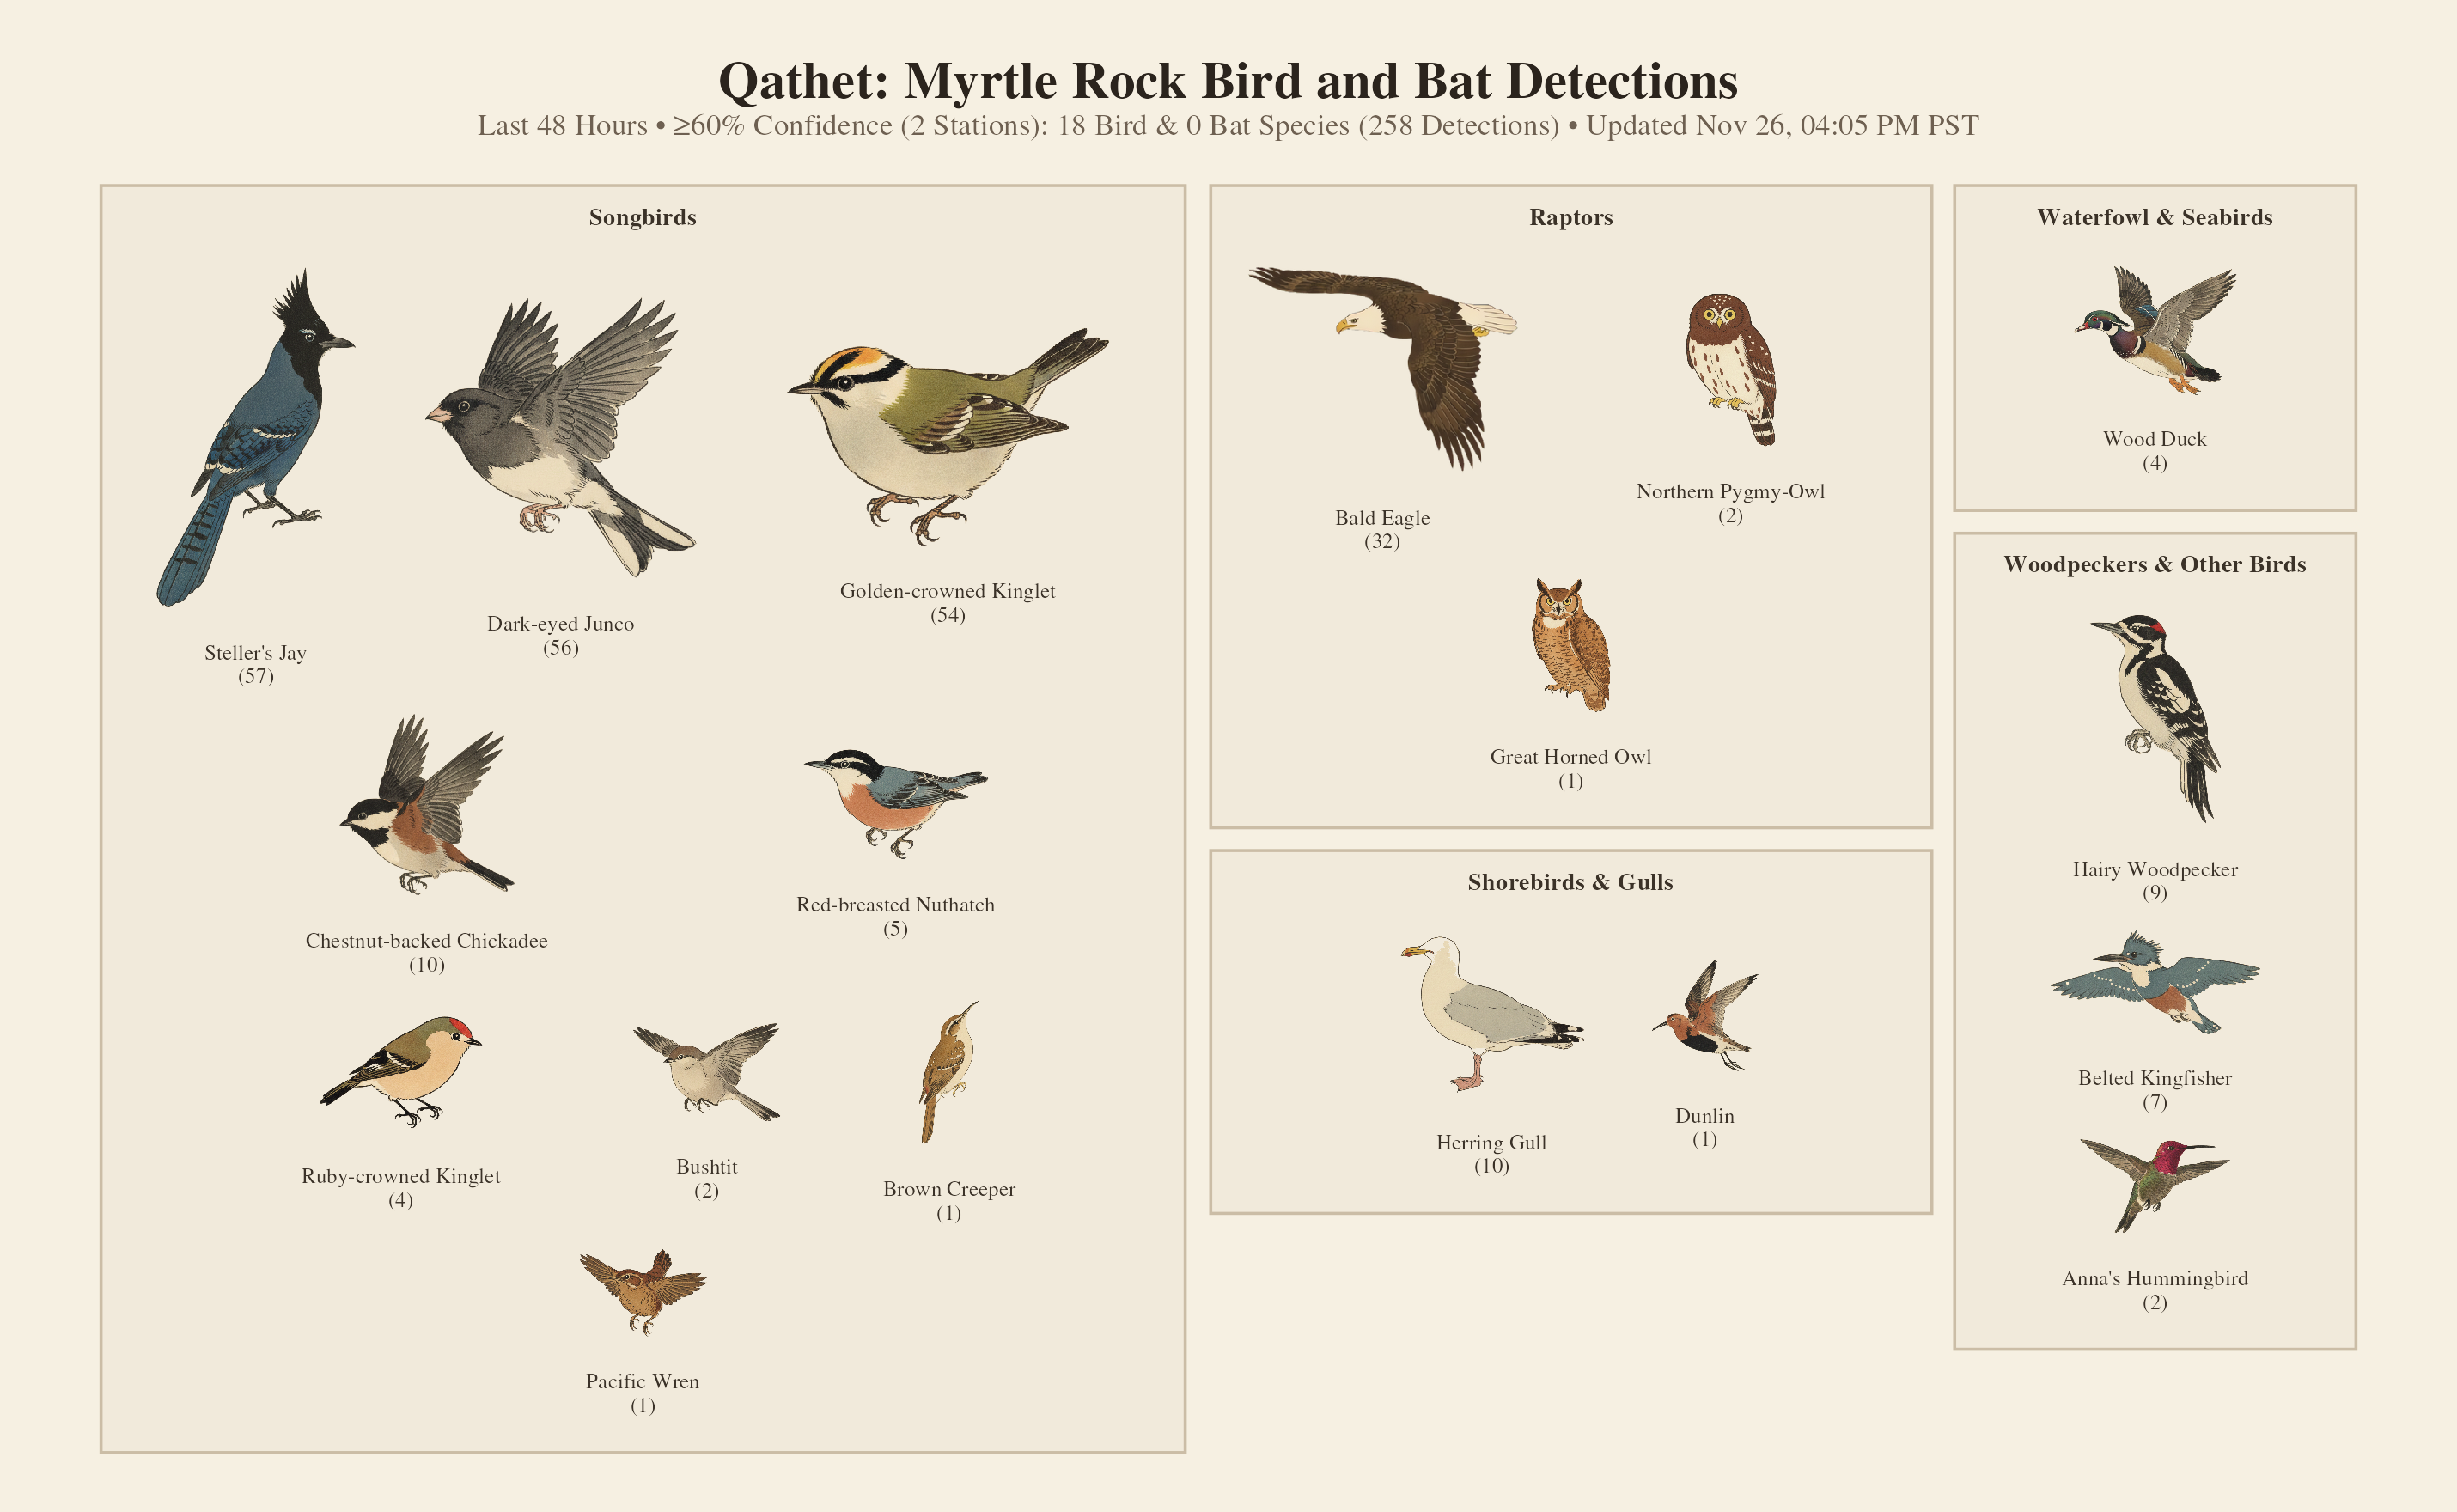 Qathet: Myrtle Rock Bird and Bat Detections
Last 48 Hours • ≥60% Confidence (2 Stations): 18 Bird & 0 Bat Species (258 Detections) • Updated Nov 26, 04:05 PM PST
Songbirds
Steller's Jay
(57)
Dark-eyed Junco
(56)
Golden-crowned Kinglet
(54)
Chestnut-backed Chickadee
(10)
Red-breasted Nuthatch
(5)
Ruby-crowned Kinglet
(4)
Bushtit
(2)
Brown Creeper
(1)
Pacific Wren
(1)
Raptors
Bald Eagle
(32)
Northern Pygmy-Owl
(2)
Great Horned Owl
(1)
Shorebirds & Gulls
Herring Gull
(10)
Dunlin
(1)
Waterfowl & Seabirds
Wood Duck
(4)
Woodpeckers & Other Birds
Hairy Woodpecker
(9)
Belted Kingfisher
(7)
Anna's Hummingbird
(2)